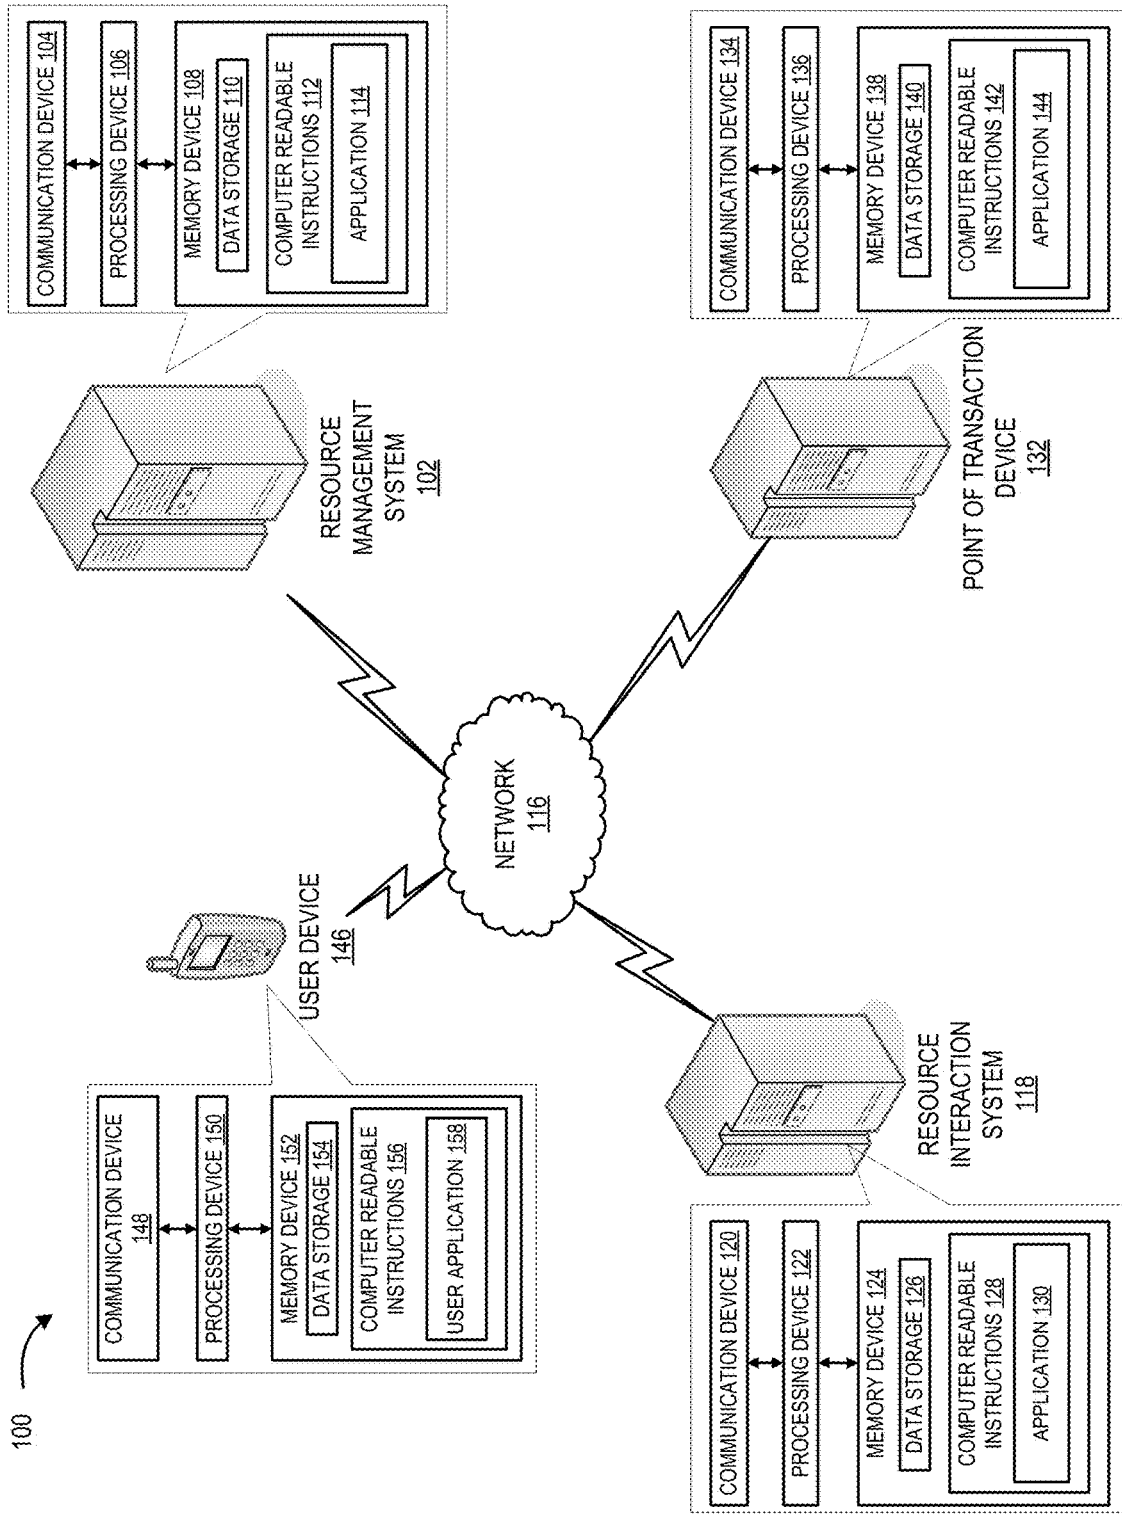 100
COMMUNICATION DEVICE
148
PROCESSING DEVICE 150
MEMORY DEVICE 152
DATA STORAGE 154
COMPUTER READABLE
INSTRUCTIONS 156
USER APPLICATION 158
USER DEVICE
146
COMMUNICATION DEVICE 104
PROCESSING DEVICE 106
MEMORY DEVICE 108
DATA STORAGE 110
COMPUTER READABLE
INSTRUCTIONS 112
APPLICATION 114
RESOURCE
MANAGEMENT
SYSTEM
102
NETWORK
116
COMMUNICATION DEVICE 120
PROCESSING DEVICE 122
MEMORY DEVICE 124
DATA STORAGE 126
COMPUTER READABLE
INSTRUCTIONS 128
APPLICATION 130
RESOURCE
INTERACTION
SYSTEM
118
COMMUNICATION DEVICE 134
PROCESSING DEVICE 136
MEMORY DEVICE 138
DATA STORAGE 140
COMPUTER READABLE
INSTRUCTIONS 142
APPLICATION 144
POINT OF TRANSACTION
DEVICE
132